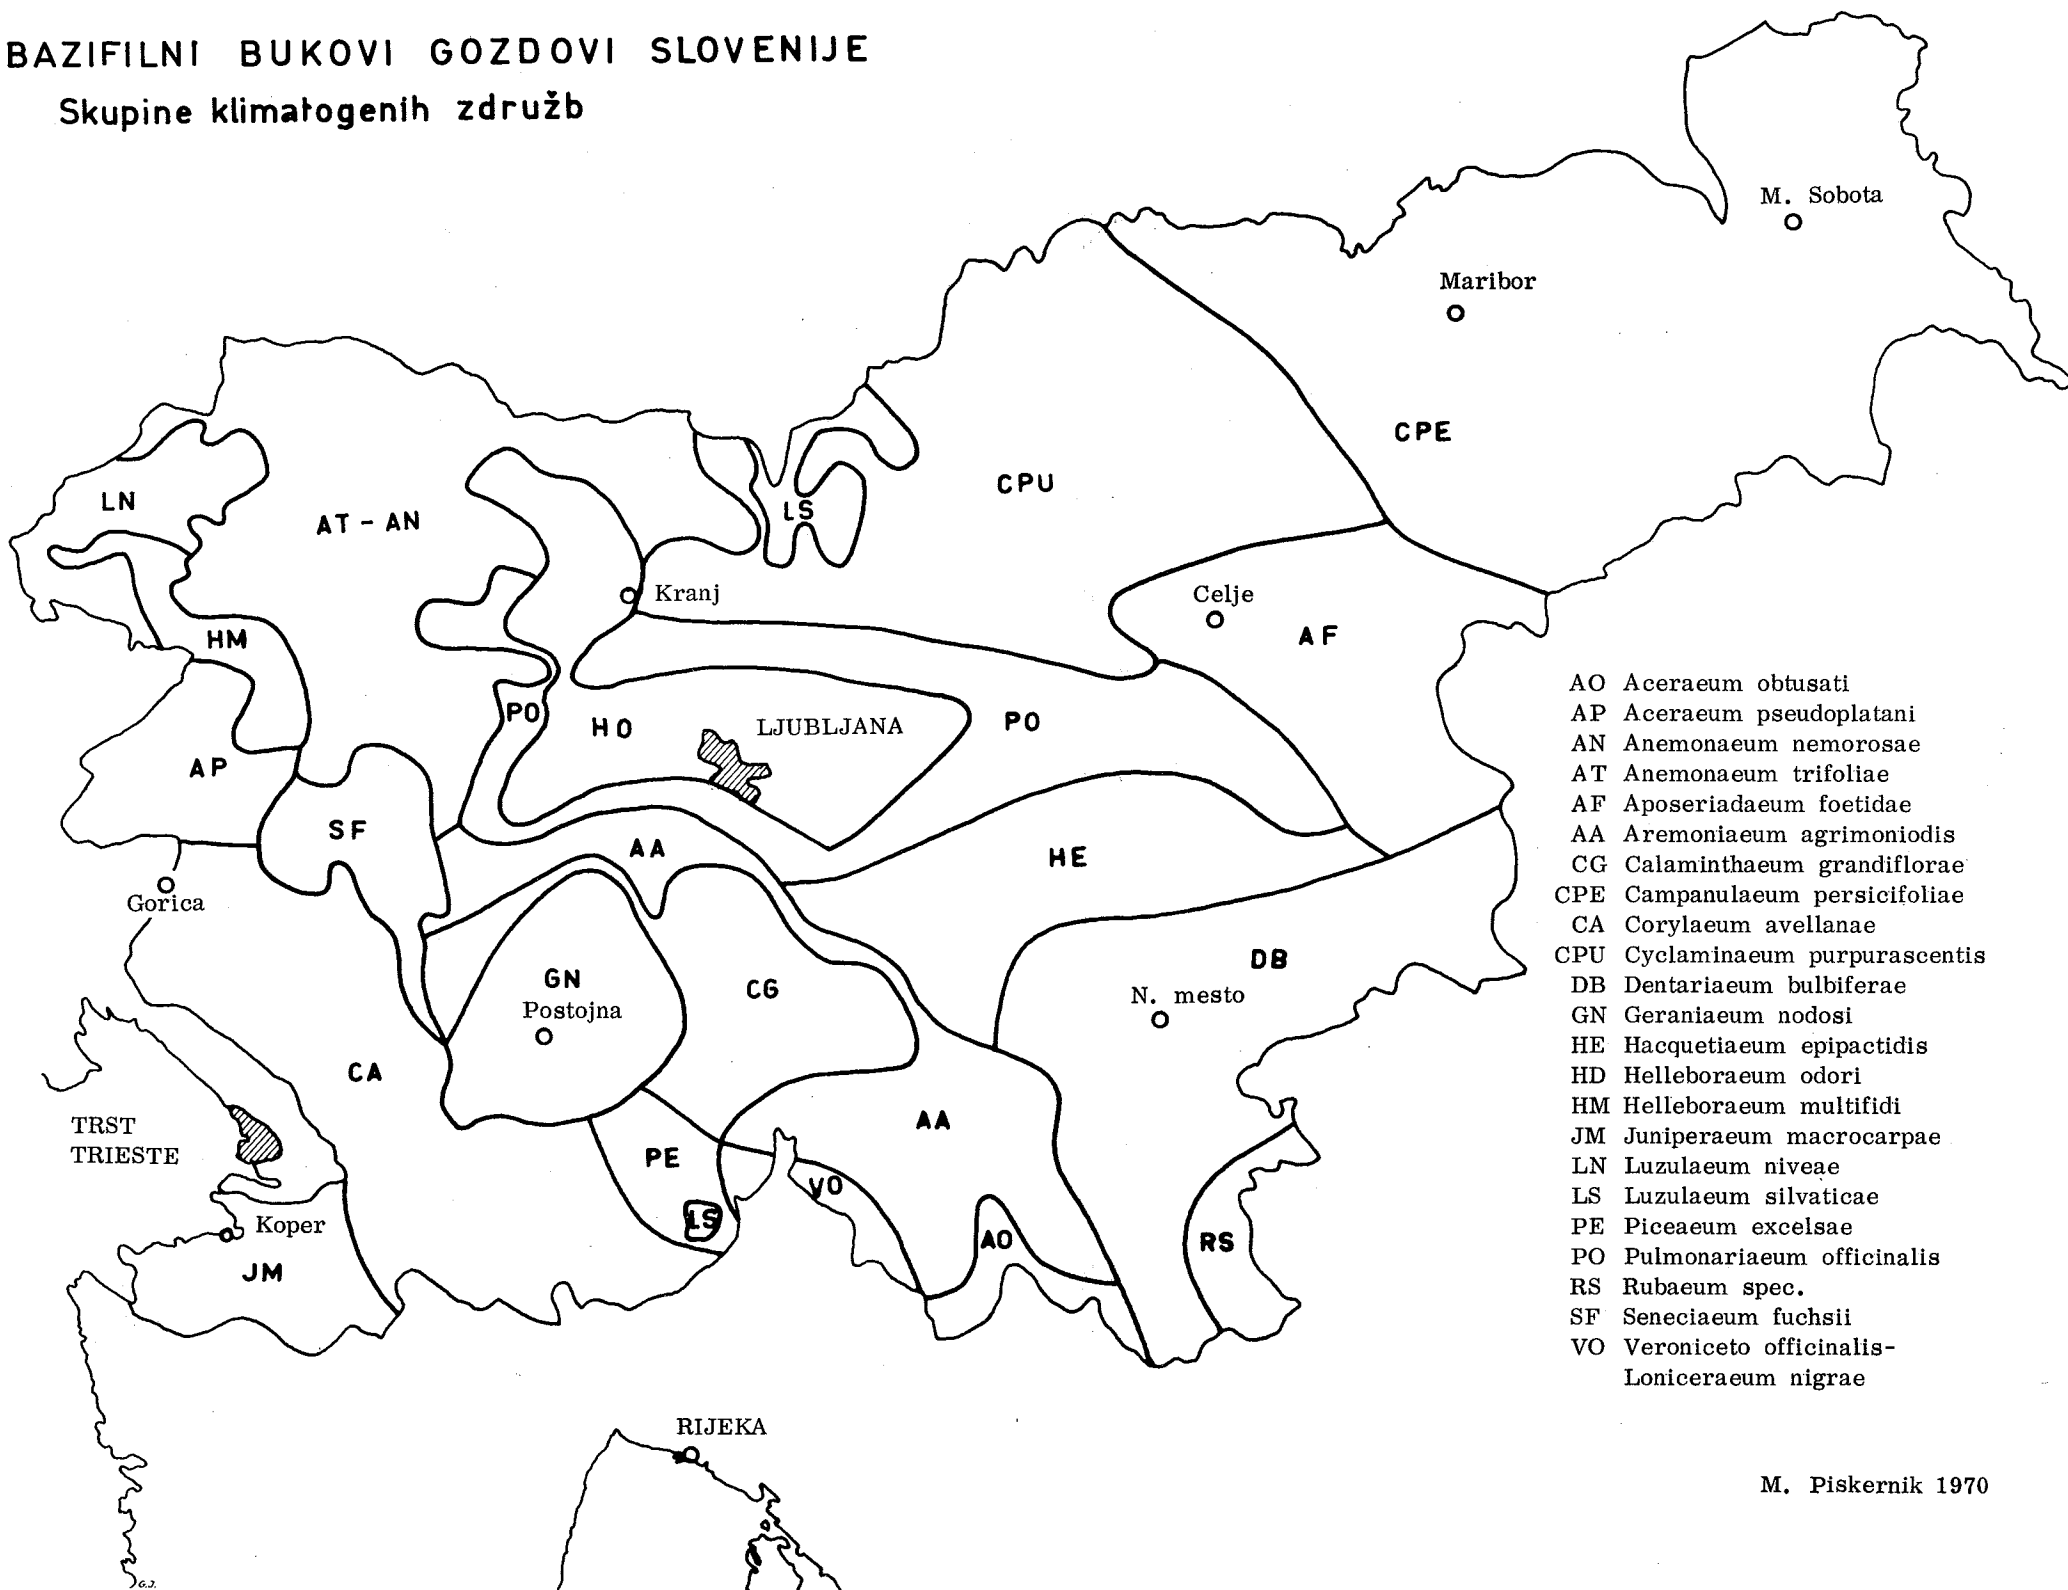 BAZIFILNI BUKOVI GOZDOVI SLOVENIJE
Skupine klimatogenih združb
M. Sobota
Maribor
CPE
LN
AT - AN
LS
CPU
Kranj
Celje
AF
HM
PO
HO
LJUBLJANA
PO
AP
SF
AA
HE
Gorica
GN
Postojna
CG
DB
N. mesto
CA
TRST
TRIESTE
AA
PE
VO
LS
Koper
JM
AO
RS
RIJEKA
AO Aceraeum obtusati
AP Aceraeum pseudoplatani
AN Anemonaeum nemorosae
AT Anemonaeum trifoliae
AF Aposeriadaeum foetidae
AA Aremoniaeum agrimoniodis
CG Calaminthaeum grandiflorae
CPE Campanulaeum persicifoliae
CA Corylaeum avellanae
CPU Cyclaminaeum purpurascentis
DB Dentariaeum bulbiferae
GN Geraniaeum nodosi
HE Hacquetiaeum epipactidis
HD Helleboraeum odori
HM Helleboraeum multifidi
JM Juniperaeum macrocarpae
LN Luzulaeum niveae
LS Luzulaeum silvaticae
PE Piceaeum excelsae
PO Pulmonariaeum officinalis
RS Rubaeum spec.
SF Seneciaeum fuchsii
VO Veroniceto officinalis-
Loniceraeum nigrae
M. Piskernik 1970
G.J.